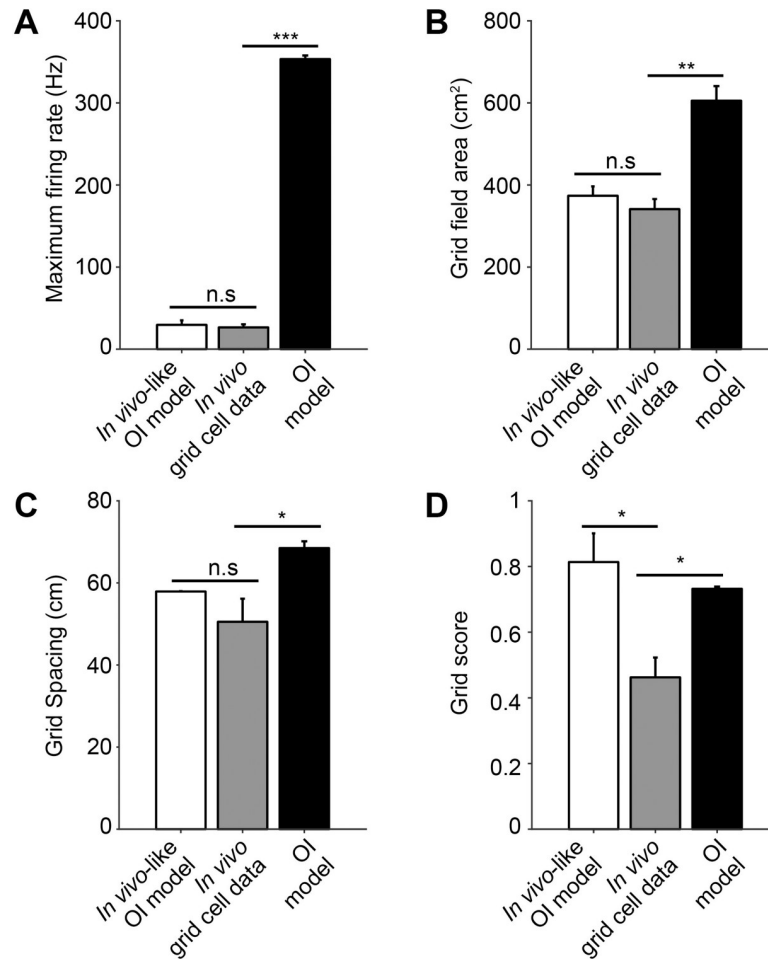 A
Maximum firing rate (Hz)
400
300
200
100
0
***
n.s
In vivo-like
OI model
In vivo
grid cell data
OI
model
B
Grid field area (cm²)
800
600
400
200
0
**
n.s
In vivo-like
OI model
In vivo
grid cell data
OI
model
C
Grid Spacing (cm)
80
60
40
20
0
*
n.s
In vivo-like
OI model
In vivo
grid cell data
OI
model
D
Grid score
1
0.8
0.6
0.4
0.2
0
*
*
In vivo-like
OI model
In vivo
grid cell data
OI
model